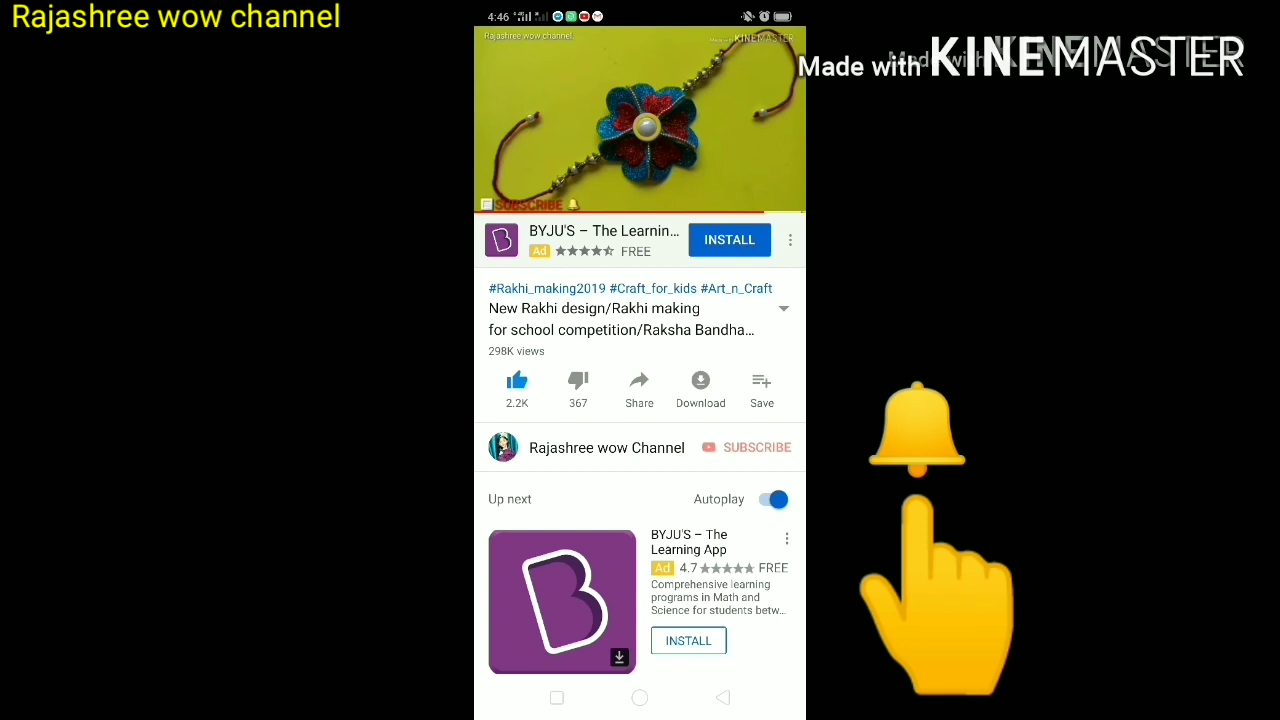 Rajashree wow channel
Made with KINEMASTER
4:46
Rajashree wow channel.
Made with KINEMASTER
SUBSCRIBE
BYJU'S – The Learnin...
Ad FREE
INSTALL
#Rakhi_making2019 #Craft_for_kids #Art_n_Craft
New Rakhi design/Rakhi making
for school competition/Raksha Bandha...
298K views
2.2K 367 Share Download Save
Rajashree wow Channel SUBSCRIBE
Up next Autoplay
BYJU'S – The
Learning App
Ad 4.7 FREE
Comprehensive learning
programs in Math and
Science for students betw...
INSTALL